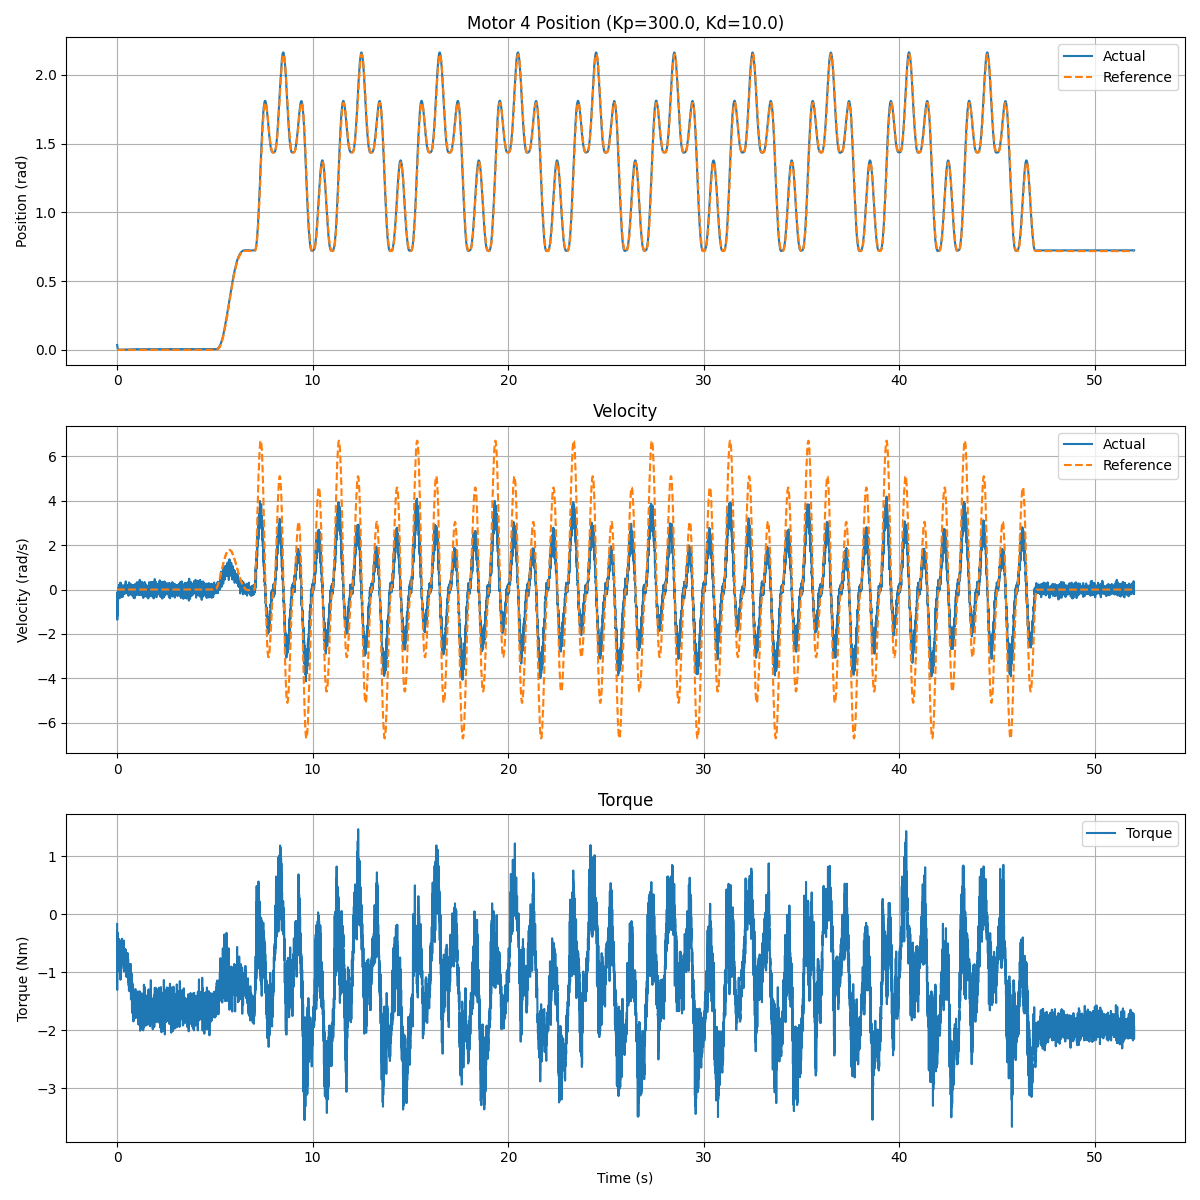 Motor 4 Position (Kp=300.0, Kd=10.0)
Actual
Reference
Position (rad)
2.0
1.5
1.0
0.5
0.0
0 10 20 30 40 50
Velocity
Actual
Reference
Velocity (rad/s)
6
4
2
0
−2
−4
−6
0 10 20 30 40 50
Torque
Torque
Torque (Nm)
1
0
−1
−2
−3
0 10 20 30 40 50
Time (s)